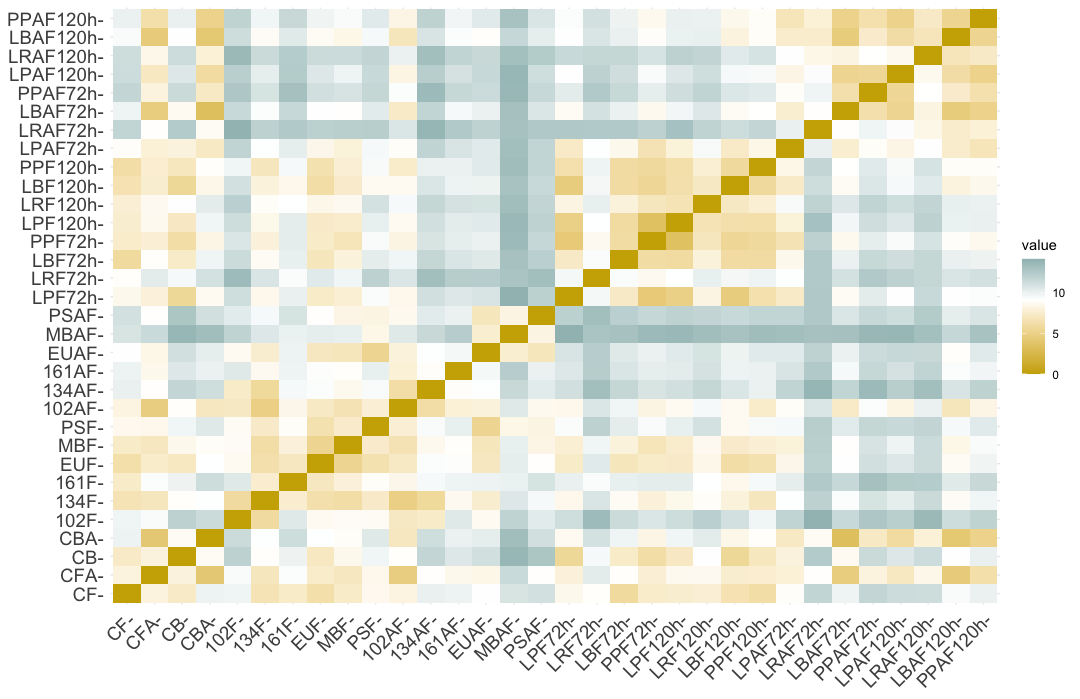 PPAF120h-
LBAF120h-
LRAF120h-
LPAF120h-
PPAF72h-
LBAF72h-
LRAF72h-
LPAF72h-
PPF120h-
LBF120h-
LRF120h-
LPF120h-
PPF72h-
LBF72h-
LRF72h-
LPF72h-
PSAF-
MBAF-
EUAF-
161AF-
134AF-
102AF-
PSF-
MBF-
EUF-
161F-
134F-
102F-
CBA-
CB-
CFA-
CF-
value
10
5
0
CF-
CFA-
CB-
CBA-
102F-
134F-
161F-
EUF-
MBF-
PSF-
102AF-
134AF-
161AF-
EUAF-
MBAF-
PSAF-
LPF72h-
LRF72h-
LBF72h-
PPF72h-
LPF120h-
LRF120h-
LBF120h-
PPF120h-
LPAF72h-
LRAF72h-
LBAF72h-
PPAF72h-
LPAF120h-
LRAF120h-
LBAF120h-
PPAF120h-